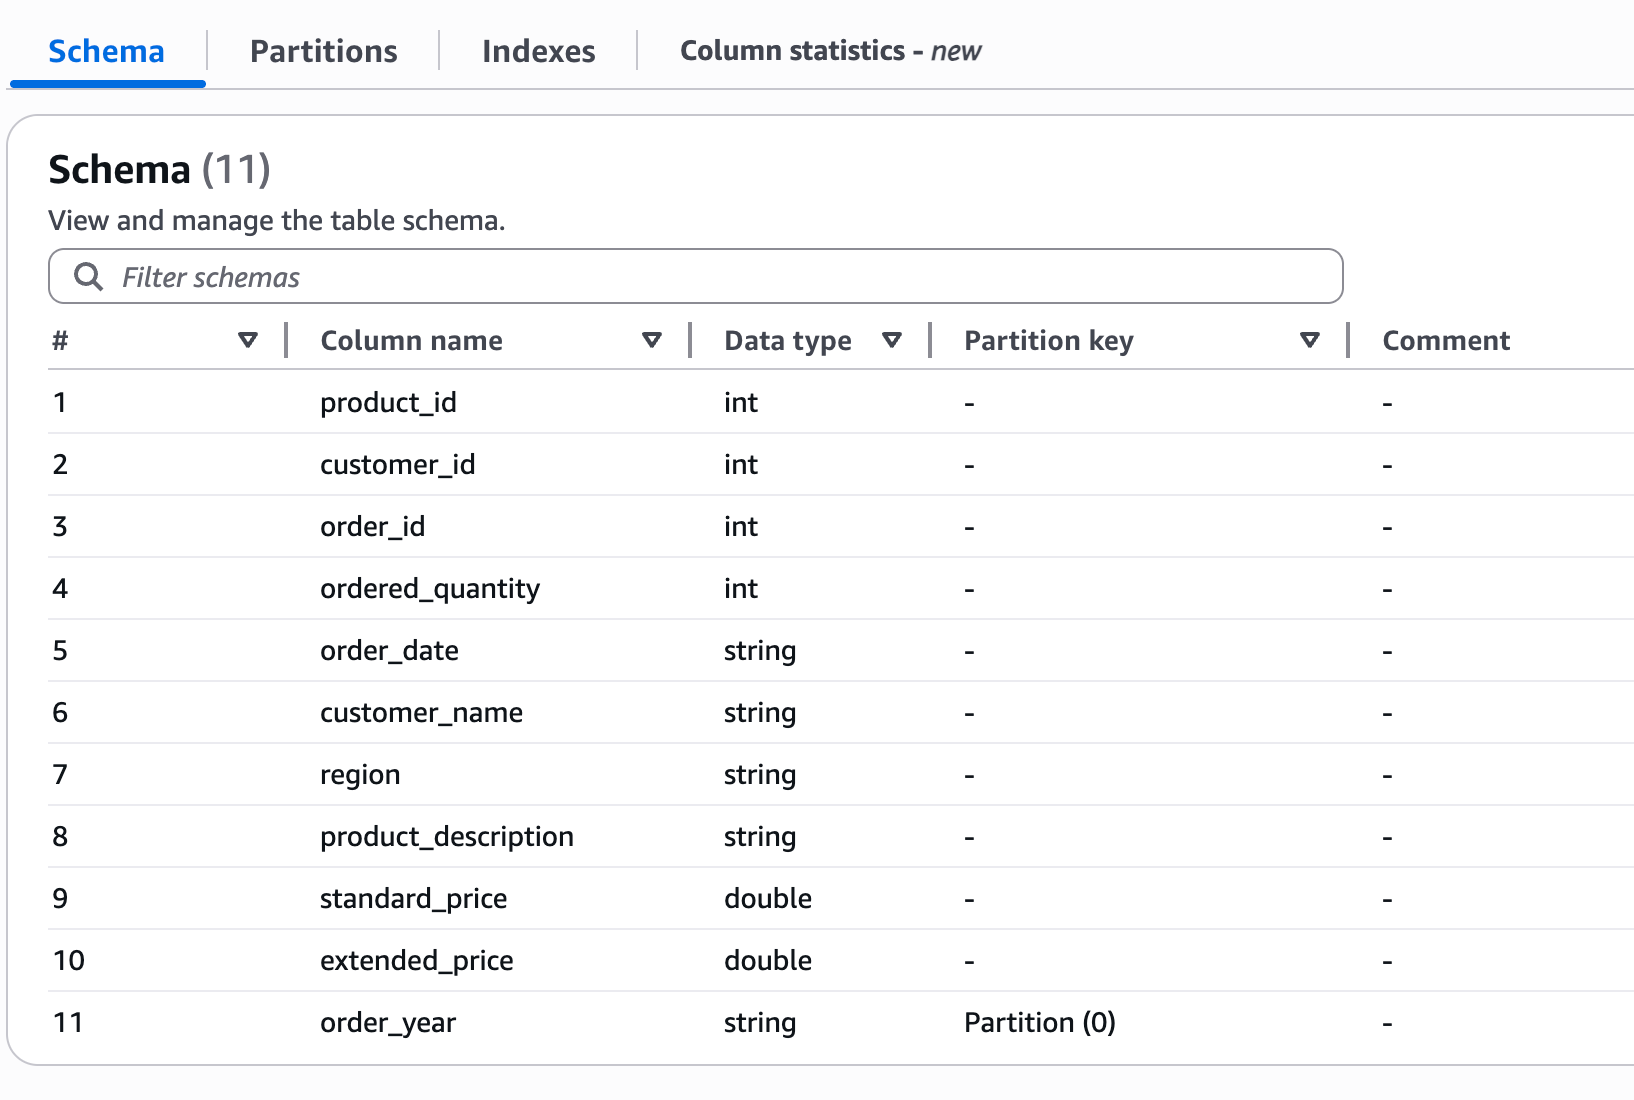 Schema Partitions Indexes Column statistics - new
Schema (11)
View and manage the table schema.
Filter schemas
# Column name Data type Partition key Comment
1 product_id int - -
2 customer_id int - -
3 order_id int - -
4 ordered_quantity int - -
5 order_date string - -
6 customer_name string - -
7 region string - -
8 product_description string - -
9 standard_price double - -
10 extended_price double - -
11 order_year string Partition (0) -